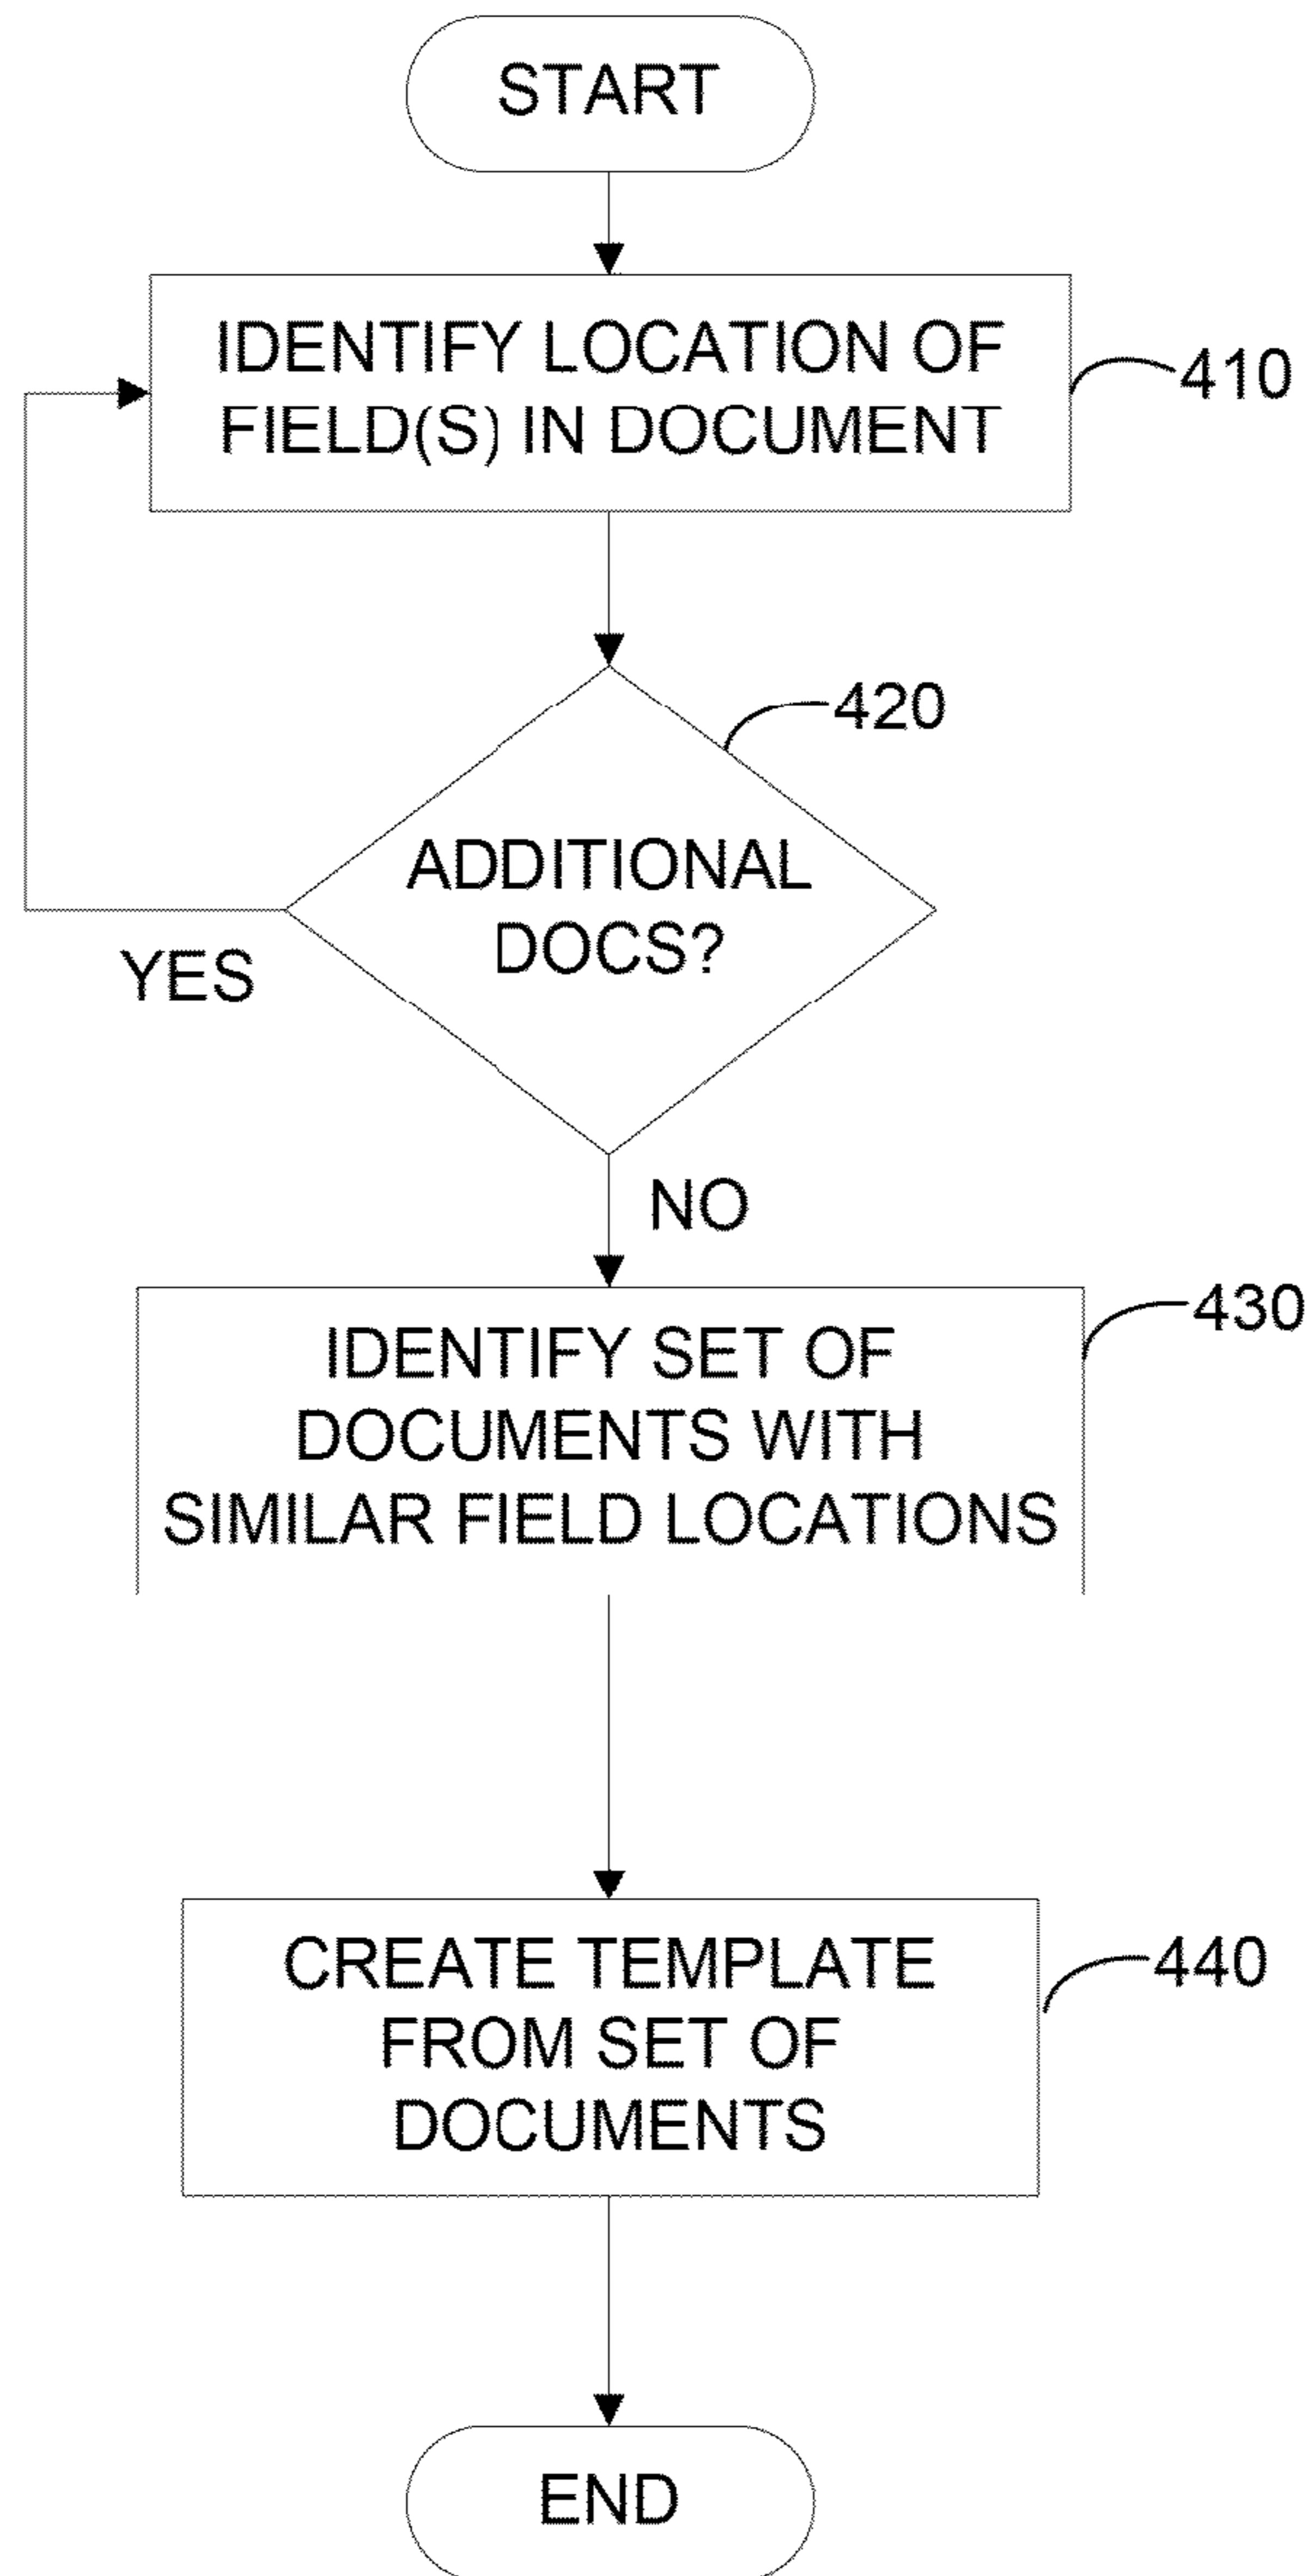 START
IDENTIFY LOCATION OF
FIELD(S) IN DOCUMENT
410
420
ADDITIONAL
DOCS?
YES
NO
430
IDENTIFY SET OF
DOCUMENTS WITH
SIMILAR FIELD LOCATIONS
440
CREATE TEMPLATE
FROM SET OF
DOCUMENTS
END